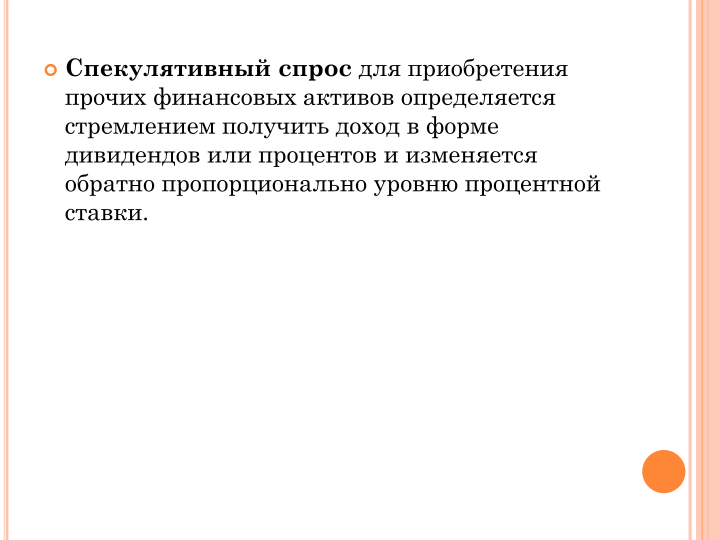 Спекулятивный спрос для приобретения
прочих финансовых активов определяется
стремлением получить доход в форме
дивидендов или процентов и изменяется
обратно пропорционально уровню процентной
ставки.